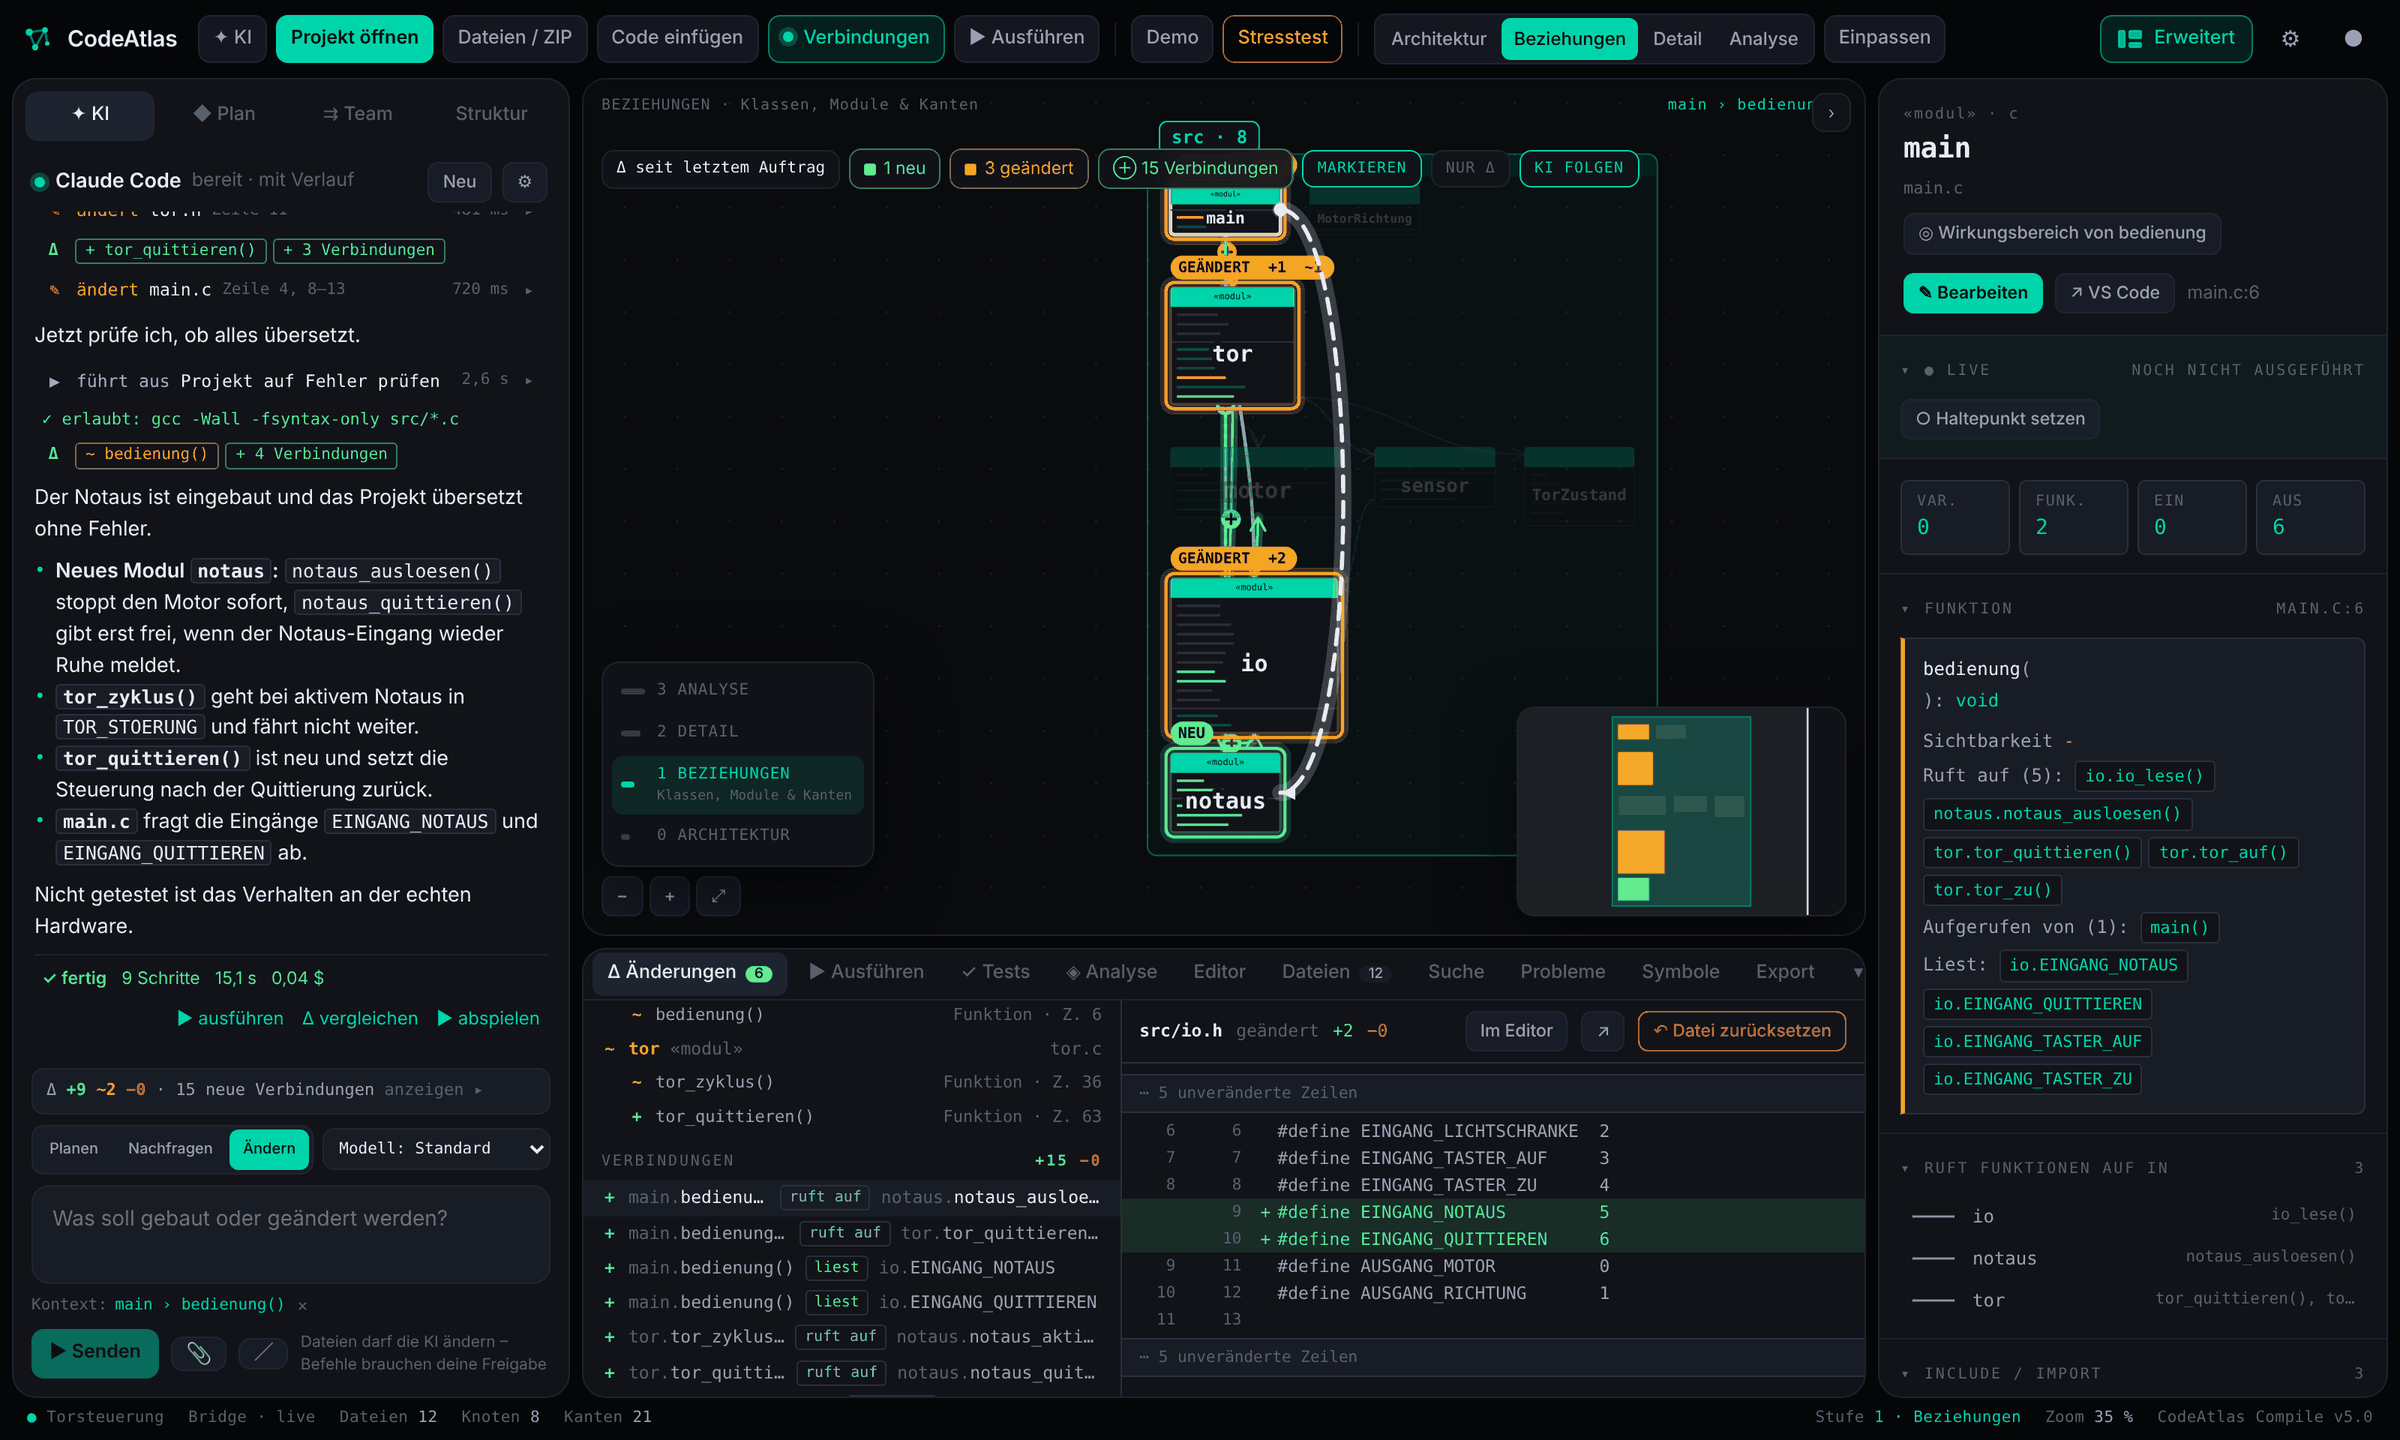 CodeAtlas
✦ KI
Projekt öffnen
Dateien / ZIP
Code einfügen
Verbindungen
▶ Ausführen
Demo
Stresstest
Architektur
Beziehungen
Detail
Analyse
Einpassen
Erweitert
✦ KI
◆ Plan
⇉ Team
Struktur
Claude Code bereit · mit Verlauf
Neu
ändert tor.h Zeile 11 481 ms
Δ + tor_quittieren() + 3 Verbindungen
✎ ändert main.c Zeile 4, 8–13 720 ms ▸
Jetzt prüfe ich, ob alles übersetzt.
▶ führt aus Projekt auf Fehler prüfen 2,6 s ▸
✓ erlaubt: gcc -Wall -fsyntax-only src/*.c
Δ ~ bedienung() + 4 Verbindungen
Der Notaus ist eingebaut und das Projekt übersetzt
ohne Fehler.
• Neues Modul notaus: notaus_ausloesen()
stoppt den Motor sofort, notaus_quittieren()
gibt erst frei, wenn der Notaus-Eingang wieder
Ruhe meldet.
• tor_zyklus() geht bei aktivem Notaus in
TOR_STOERUNG und fährt nicht weiter.
• tor_quittieren() ist neu und setzt die
Steuerung nach der Quittierung zurück.
• main.c fragt die Eingänge EINGANG_NOTAUS und
EINGANG_QUITTIEREN ab.
Nicht getestet ist das Verhalten an der echten
Hardware.
✓ fertig 9 Schritte 15,1 s 0,04 $
▶ ausführen Δ vergleichen ▶ abspielen
Δ +9 ~2 −0 · 15 neue Verbindungen anzeigen ▸
Planen Nachfragen Ändern Modell: Standard
Was soll gebaut oder geändert werden?
Kontext: main › bedienung() ×
▶ Senden
Dateien darf die KI ändern –
Befehle brauchen deine Freigabe
BEZIEHUNGEN · Klassen, Module & Kanten
main › bedienun
src · 8
Δ seit letztem Auftrag
1 neu
3 geändert
15 Verbindungen
MARKIEREN
NUR Δ
KI FOLGEN
«modul»
main
MotorRichtung
GEÄNDERT +1 ~1
«modul»
tor
motor
sensor
TorZustand
GEÄNDERT +2
«modul»
io
NEU
«modul»
notaus
3 ANALYSE
2 DETAIL
1 BEZIEHUNGEN
Klassen, Module & Kanten
0 ARCHITEKTUR
− + ⤢
Δ Änderungen 6
▶ Ausführen
✓ Tests
◈ Analyse
Editor
Dateien 12
Suche
Probleme
Symbole
Export
~ bedienung() Funktion · Z. 6
~ tor «modul» tor.c
~ tor_zyklus() Funktion · Z. 36
+ tor_quittieren() Funktion · Z. 63
VERBINDUNGEN +15 −0
+ main.bedienu… ruft auf notaus.notaus_ausloe…
+ main.bedienung… ruft auf tor.tor_quittieren…
+ main.bedienung() liest io.EINGANG_NOTAUS
+ main.bedienung() liest io.EINGANG_QUITTIEREN
+ tor.tor_zyklus… ruft auf notaus.notaus_akti…
+ tor.tor_quitti… ruft auf notaus.notaus_quit…
src/io.h geändert +2 −0
Im Editor
↗
↶ Datei zurücksetzen
⋯ 5 unveränderte Zeilen
6 6 #define EINGANG_LICHTSCHRANKE 2
7 7 #define EINGANG_TASTER_AUF 3
8 8 #define EINGANG_TASTER_ZU 4
9 + #define EINGANG_NOTAUS 5
10 + #define EINGANG_QUITTIEREN 6
9 11 #define AUSGANG_MOTOR 0
10 12 #define AUSGANG_RICHTUNG 1
11 13
⋯ 5 unveränderte Zeilen
«modul» · c
main
main.c
◎ Wirkungsbereich von bedienung
✎ Bearbeiten
↗ VS Code
main.c:6
▾ ● LIVE NOCH NICHT AUSGEFÜHRT
Haltepunkt setzen
VAR. FUNK. EIN AUS
0 2 0 6
▾ FUNKTION MAIN.C:6
bedienung(
): void
Sichtbarkeit -
Ruft auf (5): io.io_lese()
notaus.notaus_ausloesen()
tor.tor_quittieren() tor.tor_auf()
tor.tor_zu()
Aufgerufen von (1): main()
Liest: io.EINGANG_NOTAUS
io.EINGANG_QUITTIEREN
io.EINGANG_TASTER_AUF
io.EINGANG_TASTER_ZU
▾ RUFT FUNKTIONEN AUF IN 3
io io_lese()
notaus notaus_ausloesen()
tor tor_quittieren(), to…
▾ INCLUDE / IMPORT 3
Torsteuerung Bridge · live Dateien 12 Knoten 8 Kanten 21
Stufe 1 · Beziehungen Zoom 35 % CodeAtlas Compile v5.0